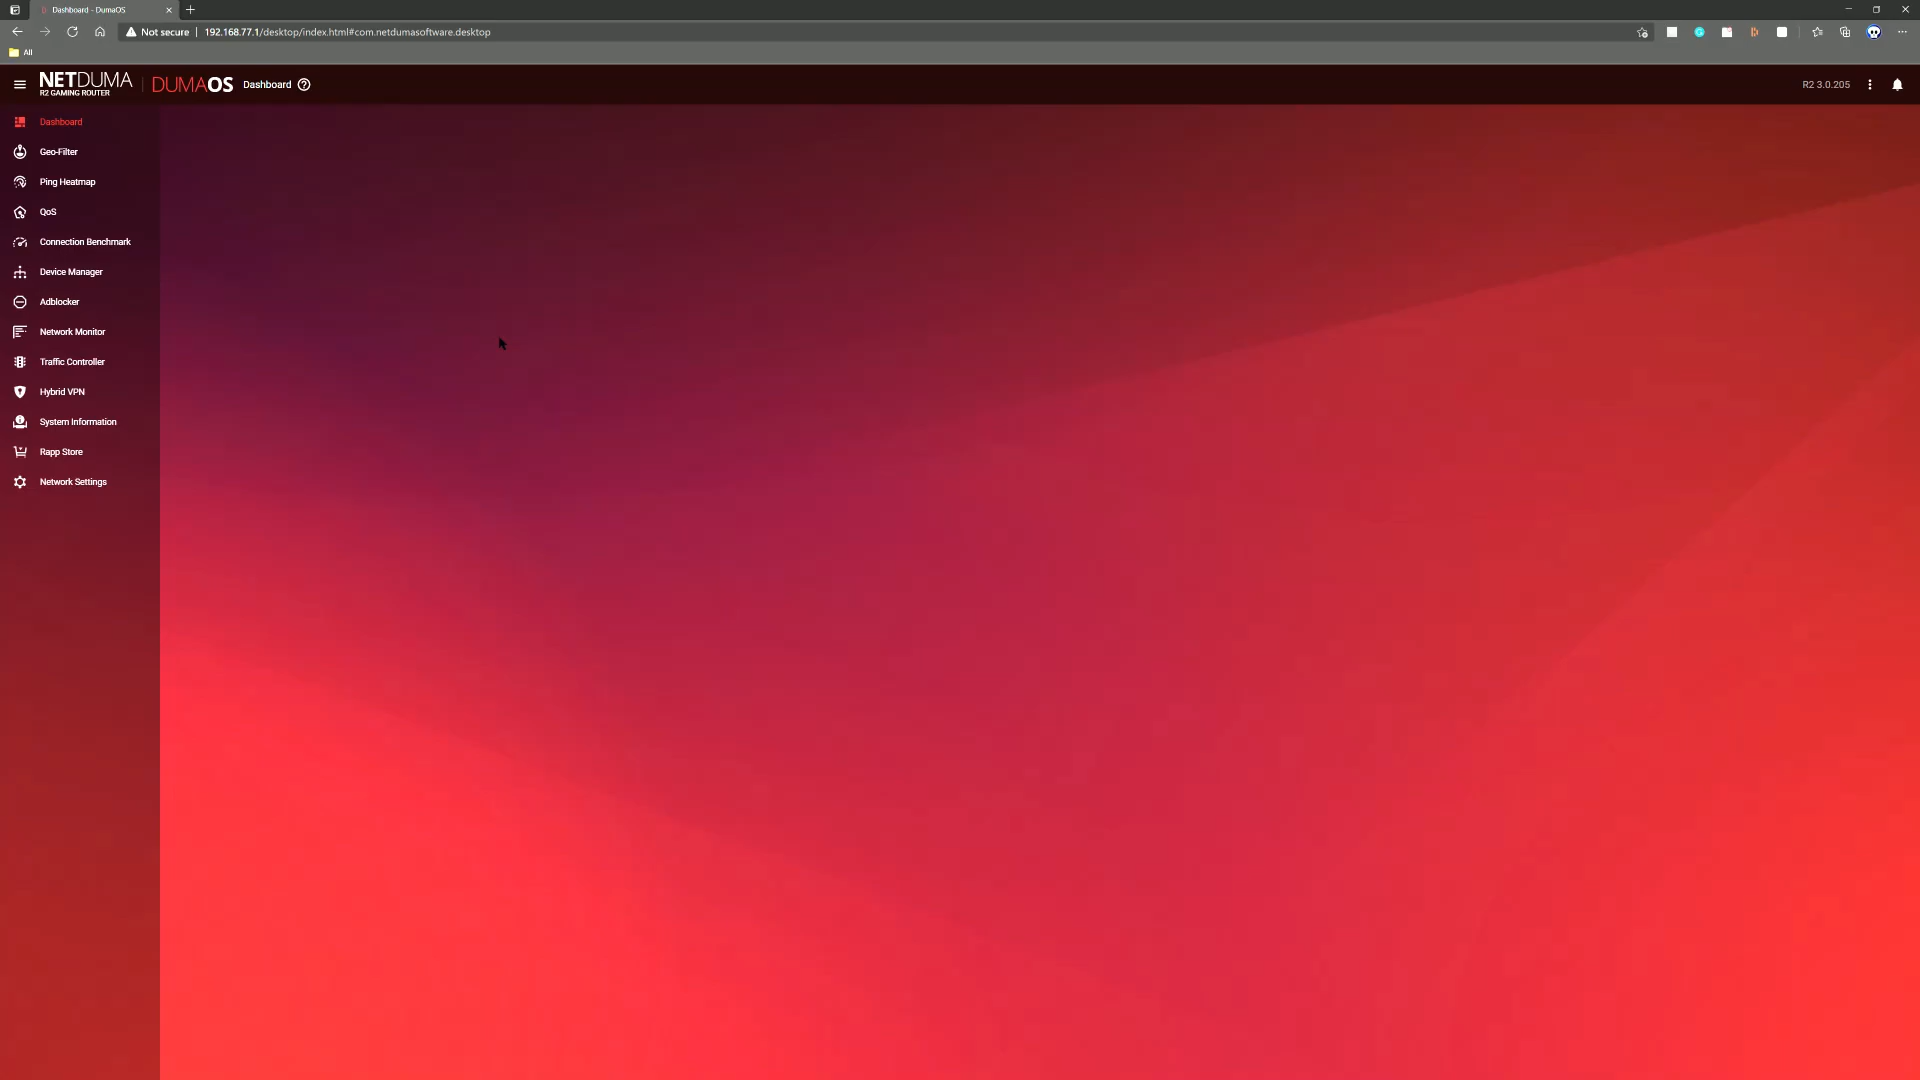 Dashboard - DumaOS
Not secure
192.168.77.1/desktop/index.html#com.netdumasoftware.desktop
All
NETDUMA
R2 GAMING ROUTER
DUMAOS
Dashboard
R2 3.0.205
Dashboard
Geo-Filter
Ping Heatmap
QoS
Connection Benchmark
Device Manager
Adblocker
Network Monitor
Traffic Controller
Hybrid VPN
System Information
Rapp Store
Network Settings